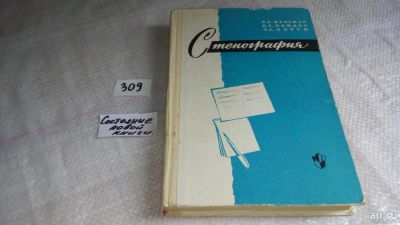 Стенография
309
Состояние
новой
книги
au.ru